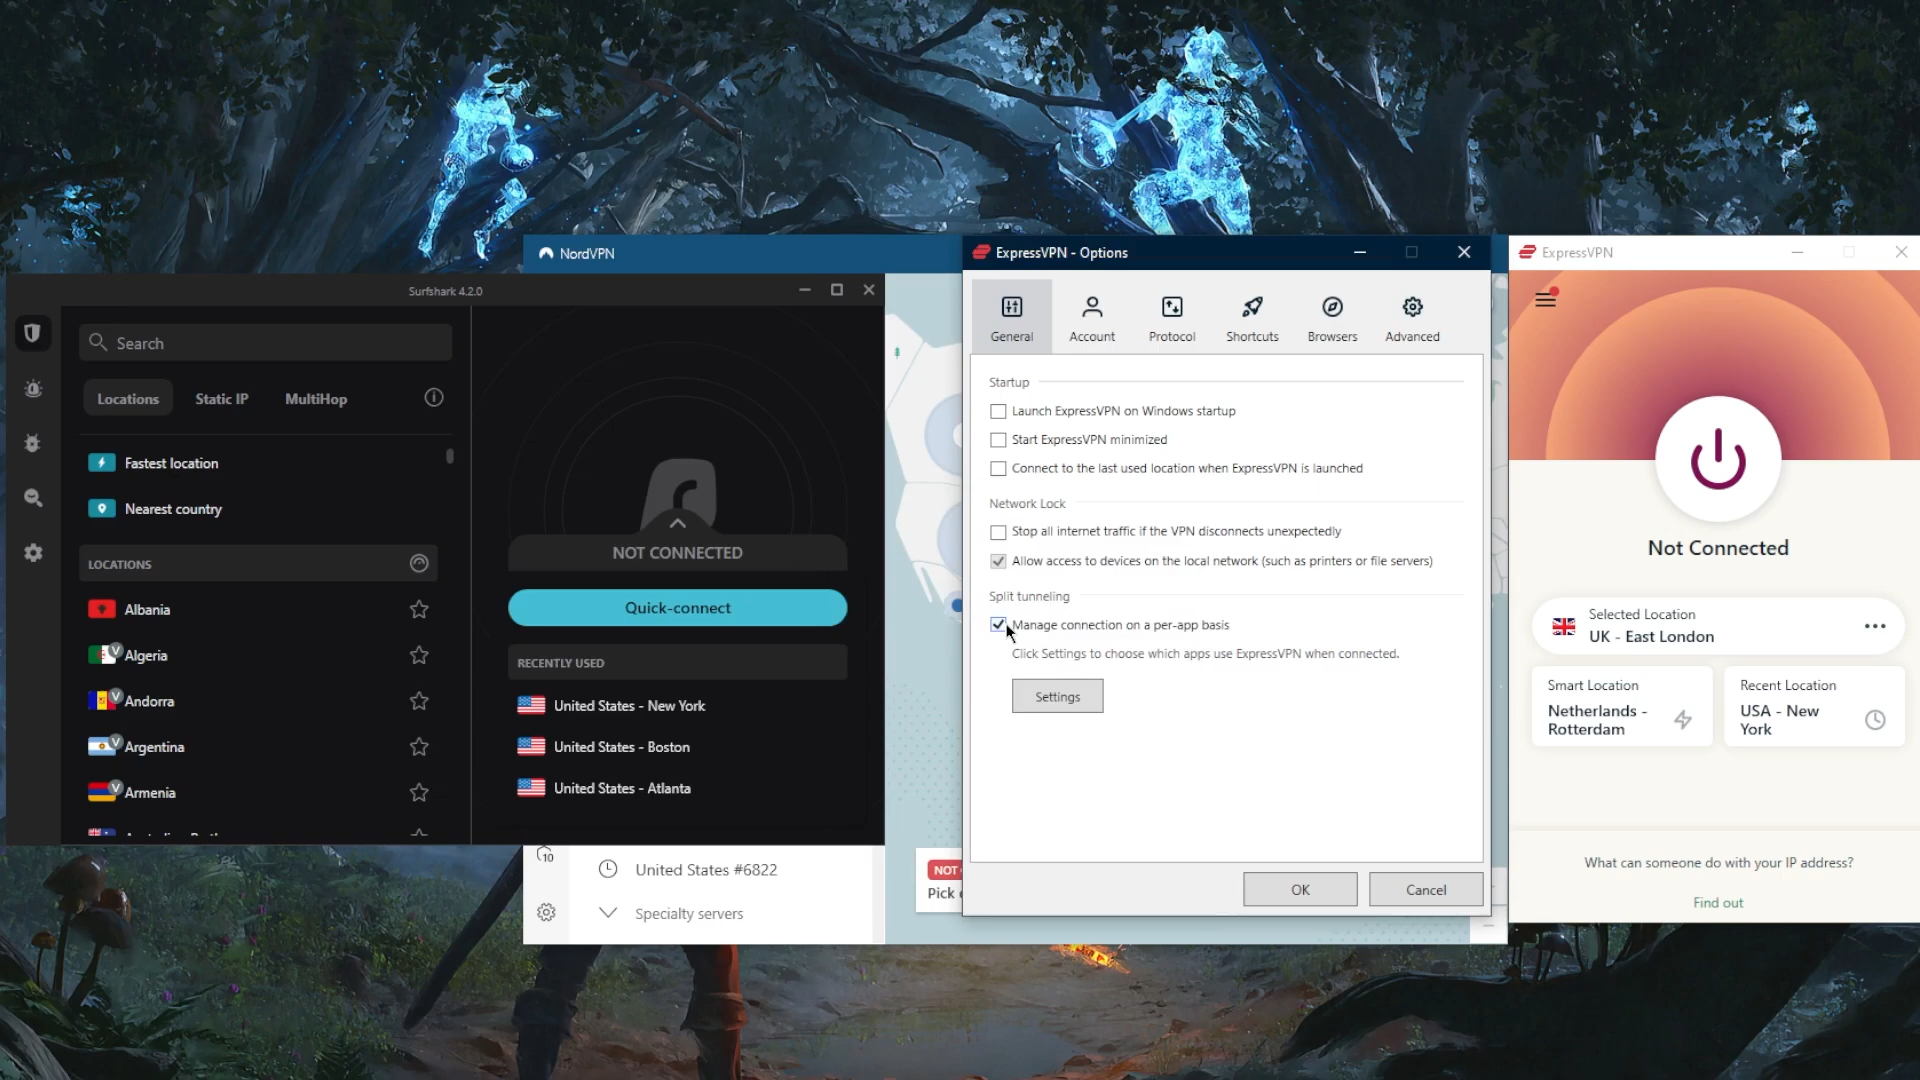 NordVPN
Surfshark 4.2.0
Search
Locations
Static IP
MultiHop
Fastest location
Nearest country
LOCATIONS
Albania
Algeria
Andorra
Argentina
Armenia
NOT CONNECTED
Quick-connect
RECENTLY USED
United States - New York
United States - Boston
United States - Atlanta
10
United States #6822
Specialty servers
NOT
Pick
ExpressVPN - Options
General
Account
Protocol
Shortcuts
Browsers
Advanced
Startup
Launch ExpressVPN on Windows startup
Start ExpressVPN minimized
Connect to the last used location when ExpressVPN is launched
Network Lock
Stop all internet traffic if the VPN disconnects unexpectedly
Allow access to devices on the local network (such as printers or file servers)
Split tunneling
Manage connection on a per-app basis
Click Settings to choose which apps use ExpressVPN when connected.
Settings
OK
Cancel
ExpressVPN
Not Connected
Selected Location
UK - East London
Smart Location
Netherlands -
Rotterdam
Recent Location
USA - New
York
What can someone do with your IP address?
Find out